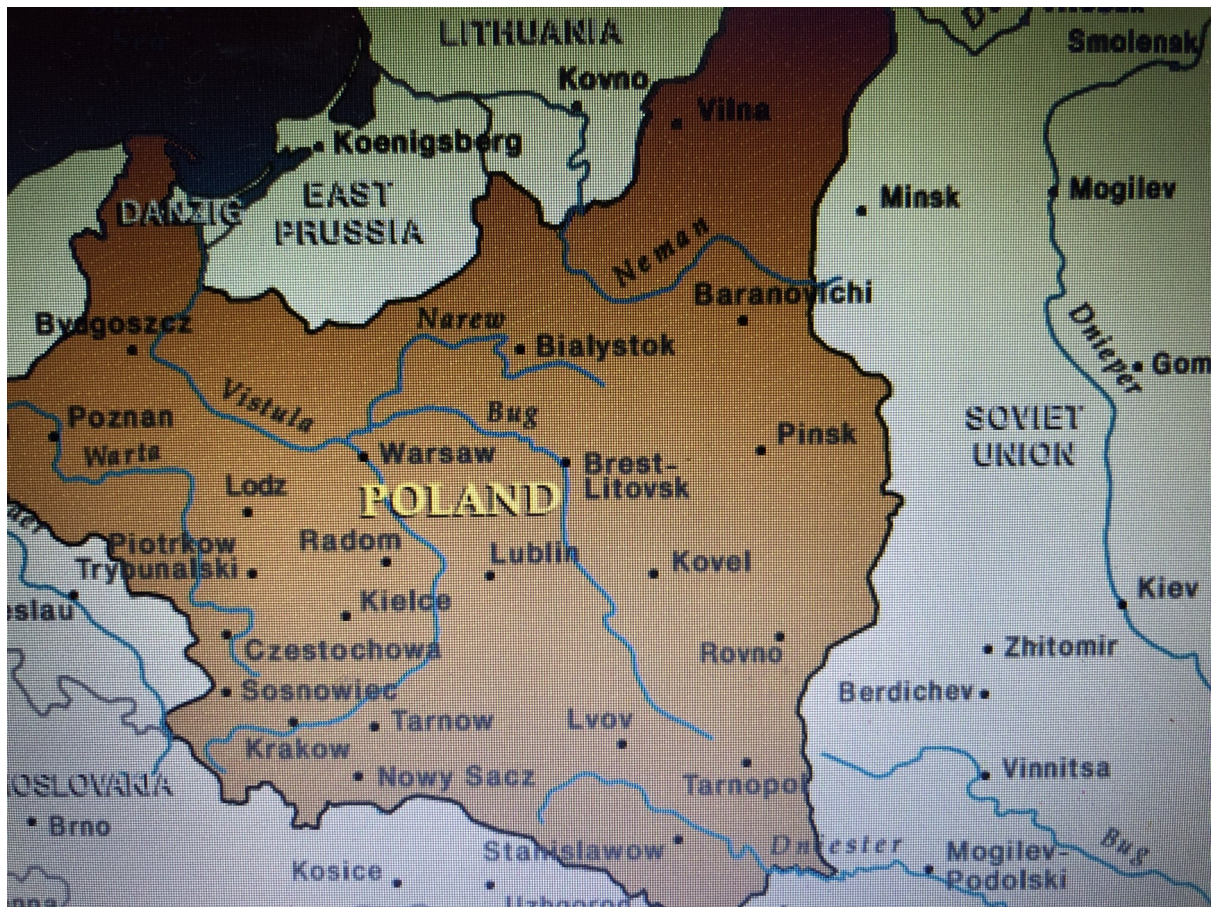 LITHUANIA
Smolensk
Kovno
Vilna
Koenigsberg
EAST
PRUSSIA
DANZIG
Minsk
Mogilev
Neman
Baranovichi
Bydgoszcz
Narew
Bialystok
Dnieper
Gom
Vistula
Bug
Poznan
Warta
Warsaw
Pinsk
SOVIET
UNION
Brest-
Litovsk
Lodz
POLAND
Piotrkow
Trybunalski
Radom
Lublin
Kovel
Kielce
eslau
Kiev
Czestochowa
Rovno
Zhitomir
Sosnowiec
Berdichev
Tarnow
Lvov
Krakow
Nowy Sacz
Tarnopol
Vinnitsa
OSLOVAKIA
Brno
Stanislawow
Dniester
Mogilev-
Podolski
Bug
Kosice
Uzhgorod